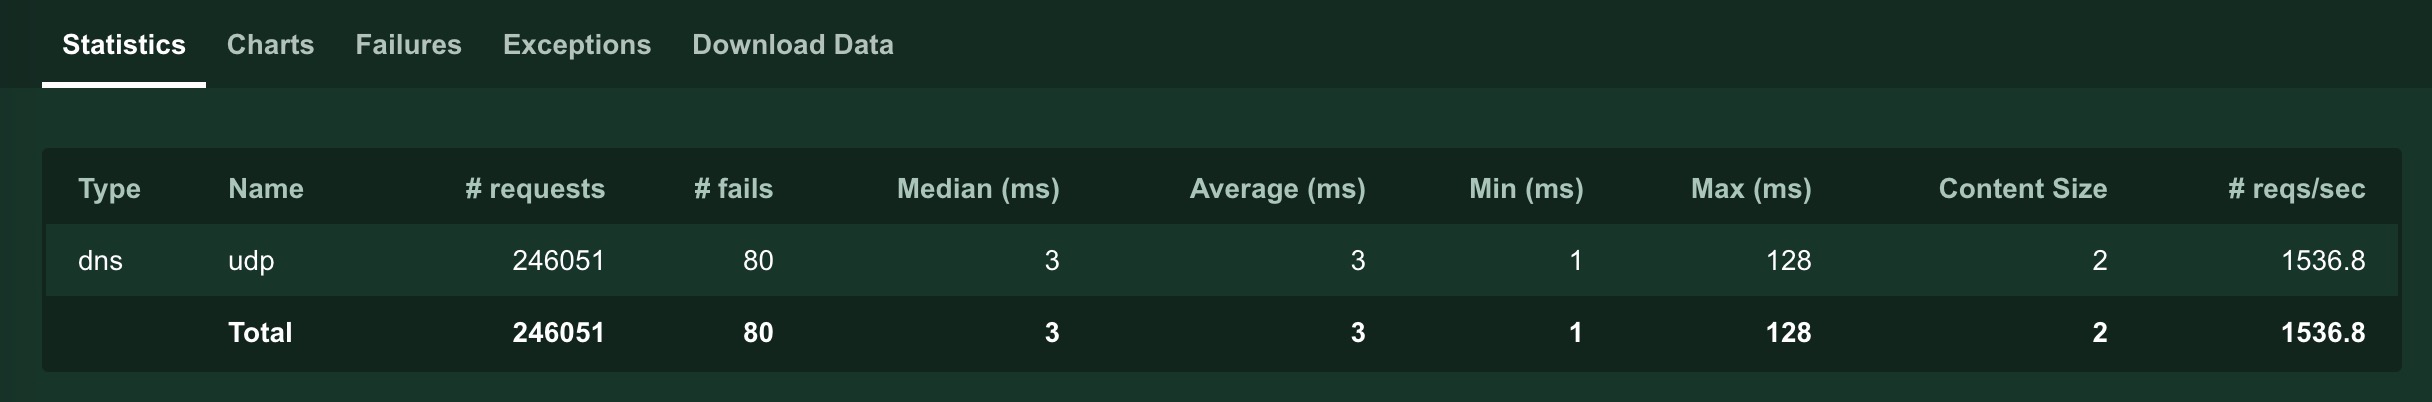 Statistics Charts Failures Exceptions Download Data
Type Name # requests # fails Median (ms) Average (ms) Min (ms) Max (ms) Content Size # reqs/sec
dns udp 246051 80 3 3 1 128 2 1536.8
Total 246051 80 3 3 1 128 2 1536.8